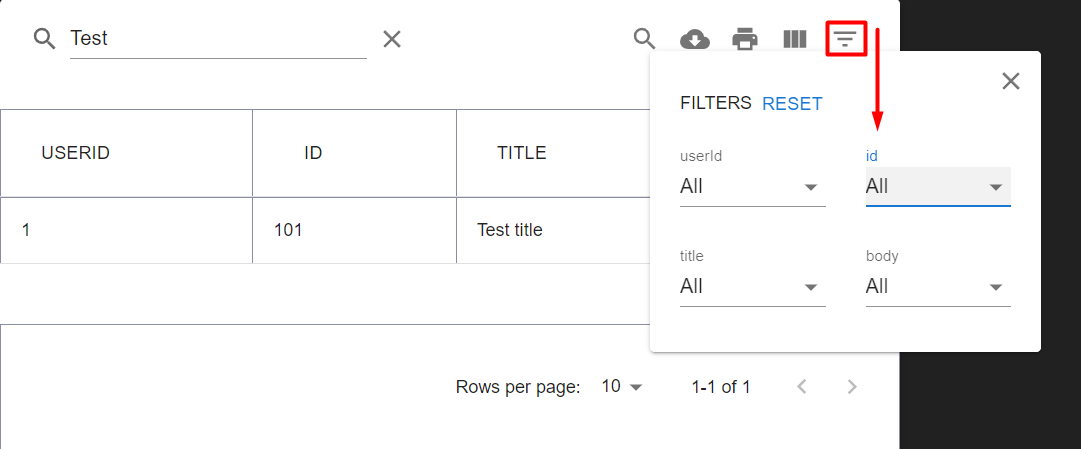 Test
FILTERS RESET
USERID ID TITLE
userId id
All All
1 101 Test title
title body
All All
Rows per page: 10 1-1 of 1